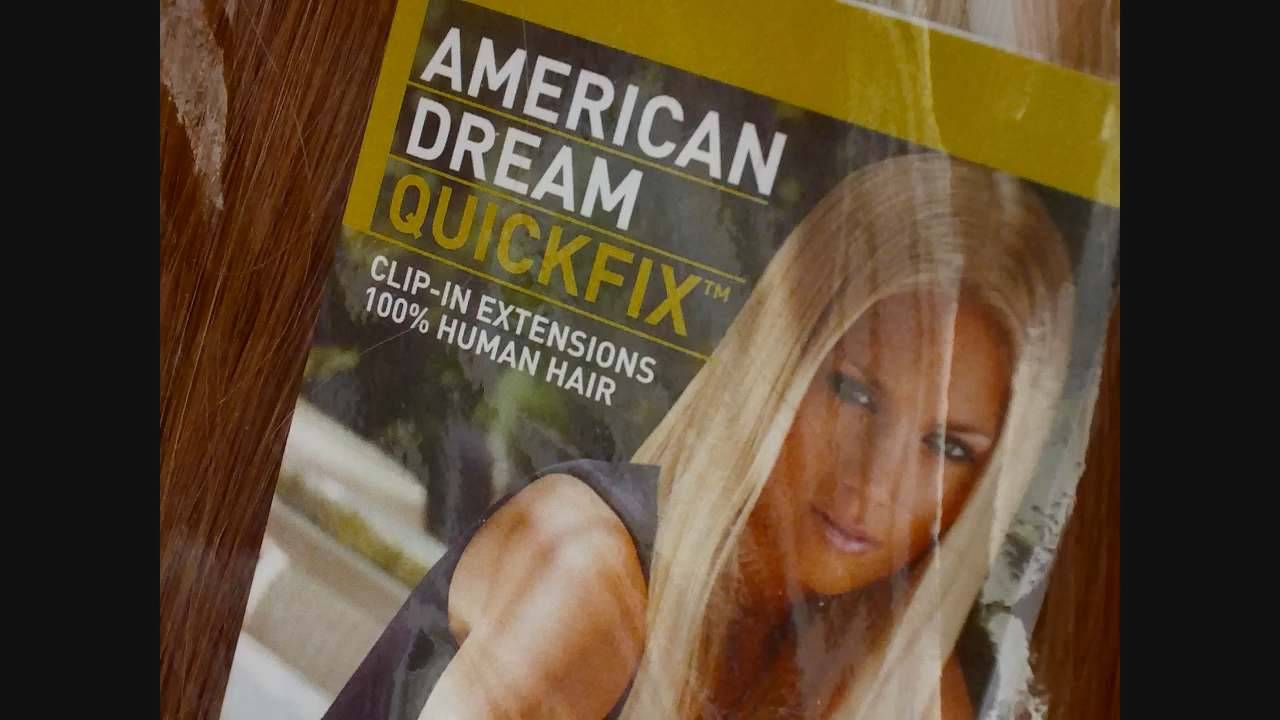 AMERICAN
DREAM
QUICKFIX™
CLIP-IN EXTENSIONS
100% HUMAN HAIR